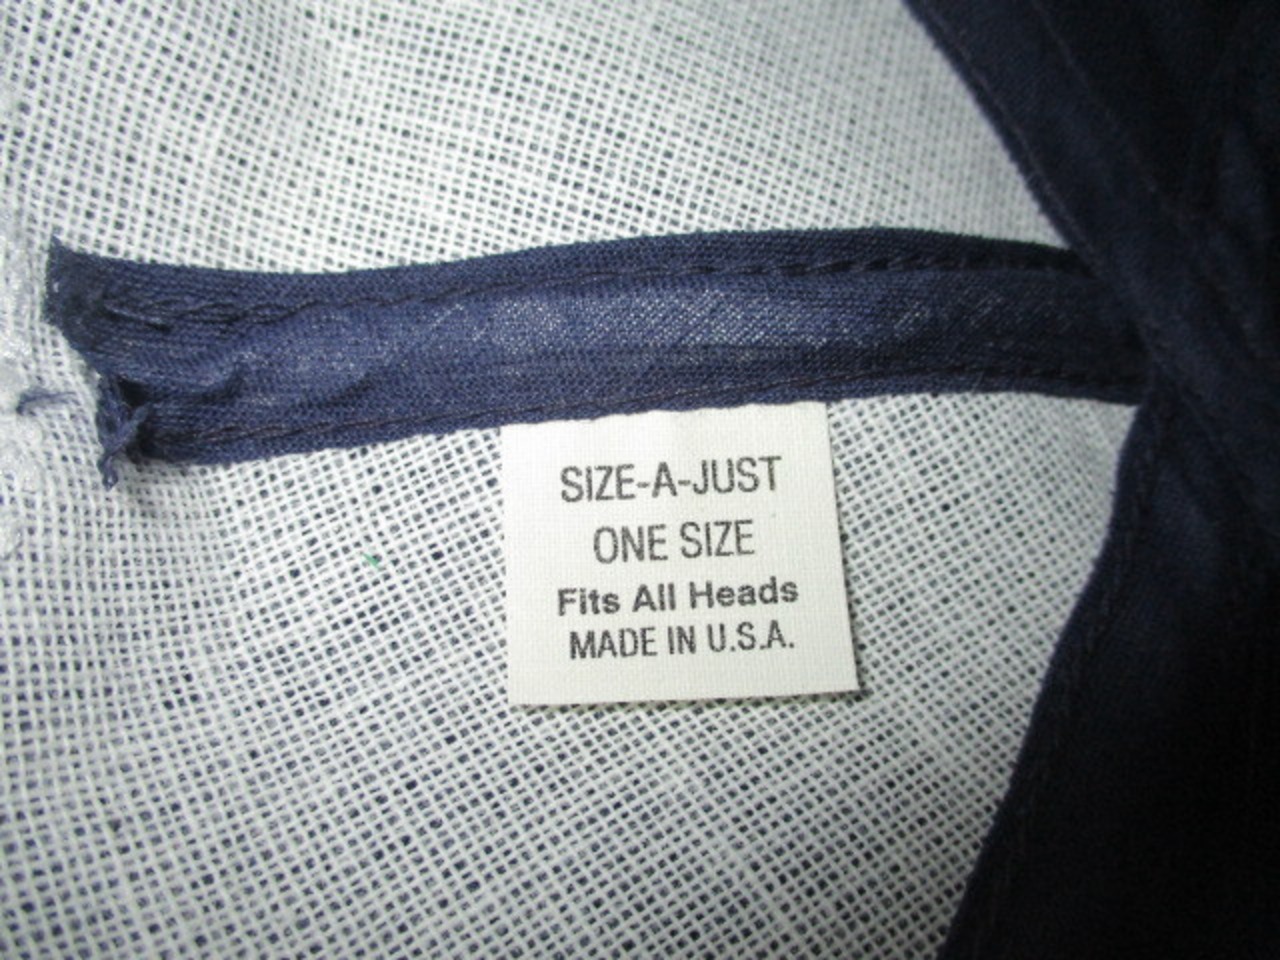 SIZE-A-JUST
ONE SIZE
Fits All Heads
MADE IN U.S.A.